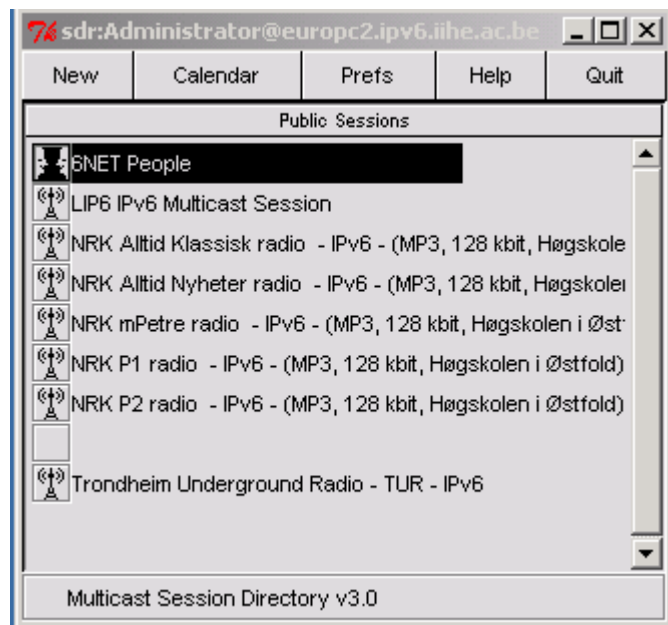 sdr:Administrator@europc2.ipv6.iihe.ac.be
New Calendar Prefs Help Quit
Public Sessions
6NET People
LIP6 IPv6 Multicast Session
NRK Alltid Klassisk radio - IPv6 - (MP3, 128 kbit, Høgskole
NRK Alltid Nyheter radio - IPv6 - (MP3, 128 kbit, Høgskole
NRK mPetre radio - IPv6 - (MP3, 128 kbit, Høgskolen i Øst
NRK P1 radio - IPv6 - (MP3, 128 kbit, Høgskolen i Østfold)
NRK P2 radio - IPv6 - (MP3, 128 kbit, Høgskolen i Østfold)
Trondheim Underground Radio - TUR - IPv6
Multicast Session Directory v3.0